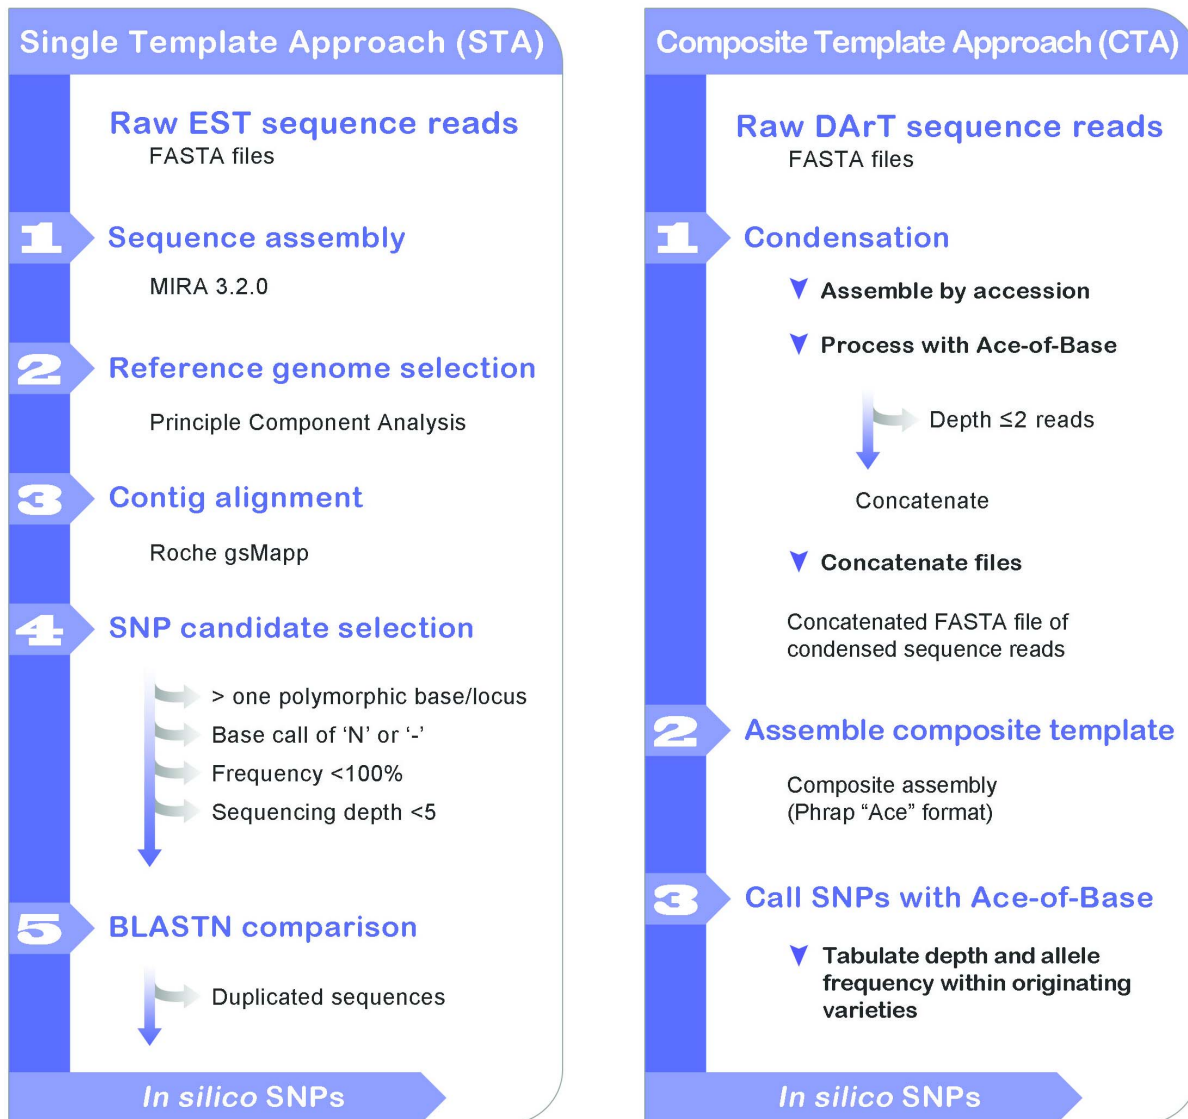 Single Template Approach (STA)
Raw EST sequence reads
FASTA files
1
Sequence assembly
MIRA 3.2.0
2
Reference genome selection
Principle Component Analysis
3
Contig alignment
Roche gsMapp
4
SNP candidate selection
> one polymorphic base/locus
Base call of ‘N’ or ‘-’
Frequency <100%
Sequencing depth <5
5
BLASTN comparison
Duplicated sequences
In silico SNPs
Composite Template Approach (CTA)
Raw DArT sequence reads
FASTA files
1
Condensation
Assemble by accession
Process with Ace-of-Base
Depth ≤2 reads
Concatenate
Concatenate files
Concatenated FASTA file of
condensed sequence reads
2
Assemble composite template
Composite assembly
(Phrap “Ace” format)
3
Call SNPs with Ace-of-Base
Tabulate depth and allele
frequency within originating
varieties
In silico SNPs